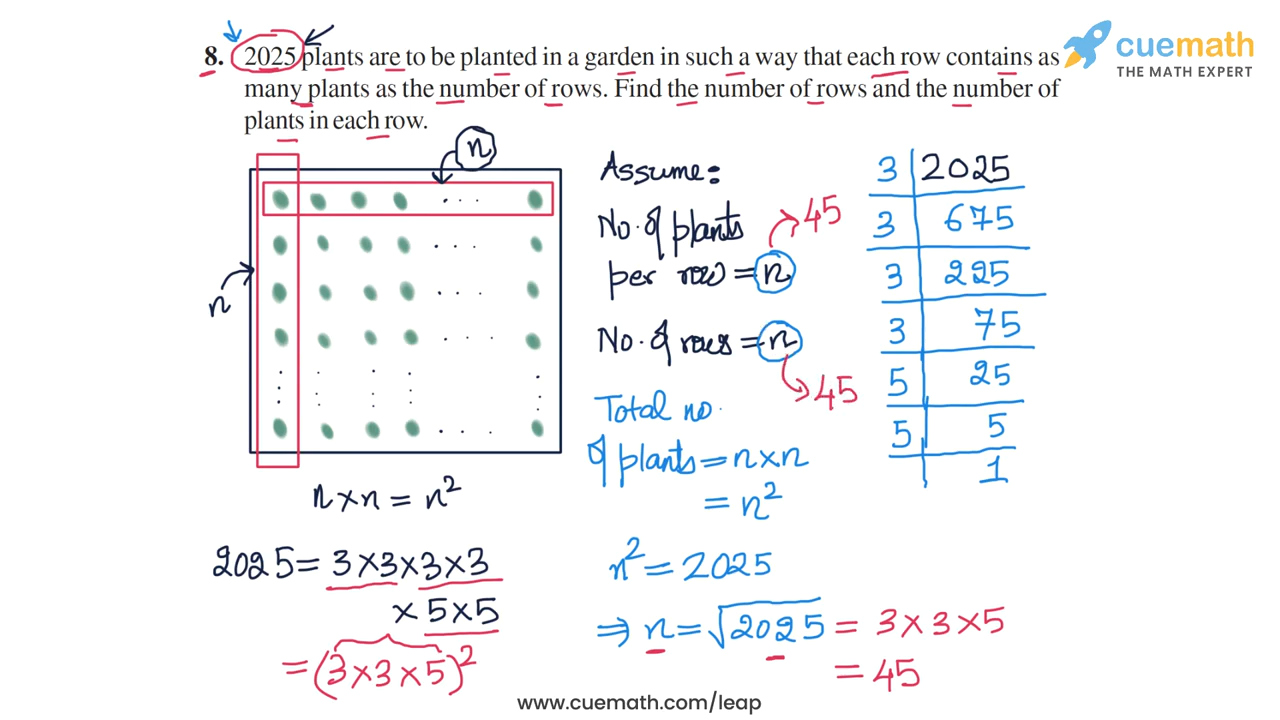 8. 2025 plants are to be planted in a garden in such a way that each row contains as
many plants as the number of rows. Find the number of rows and the number of
plants in each row.
cuemath
THE MATH EXPERT
n
n
n×n = n²
2025 = 3×3×3×3
×5×5
= (3×3×5)²
Assume:
No. of plants
per row = n
45
No. of rows = n
45
Total no.
of plants = n×n
= n²
n² = 2025
⇒ n = √2025 = 3×3×5
= 45
3 | 2025
3 | 675
3 | 225
3 | 75
5 | 25
5 | 5
| 1
www.cuemath.com/leap